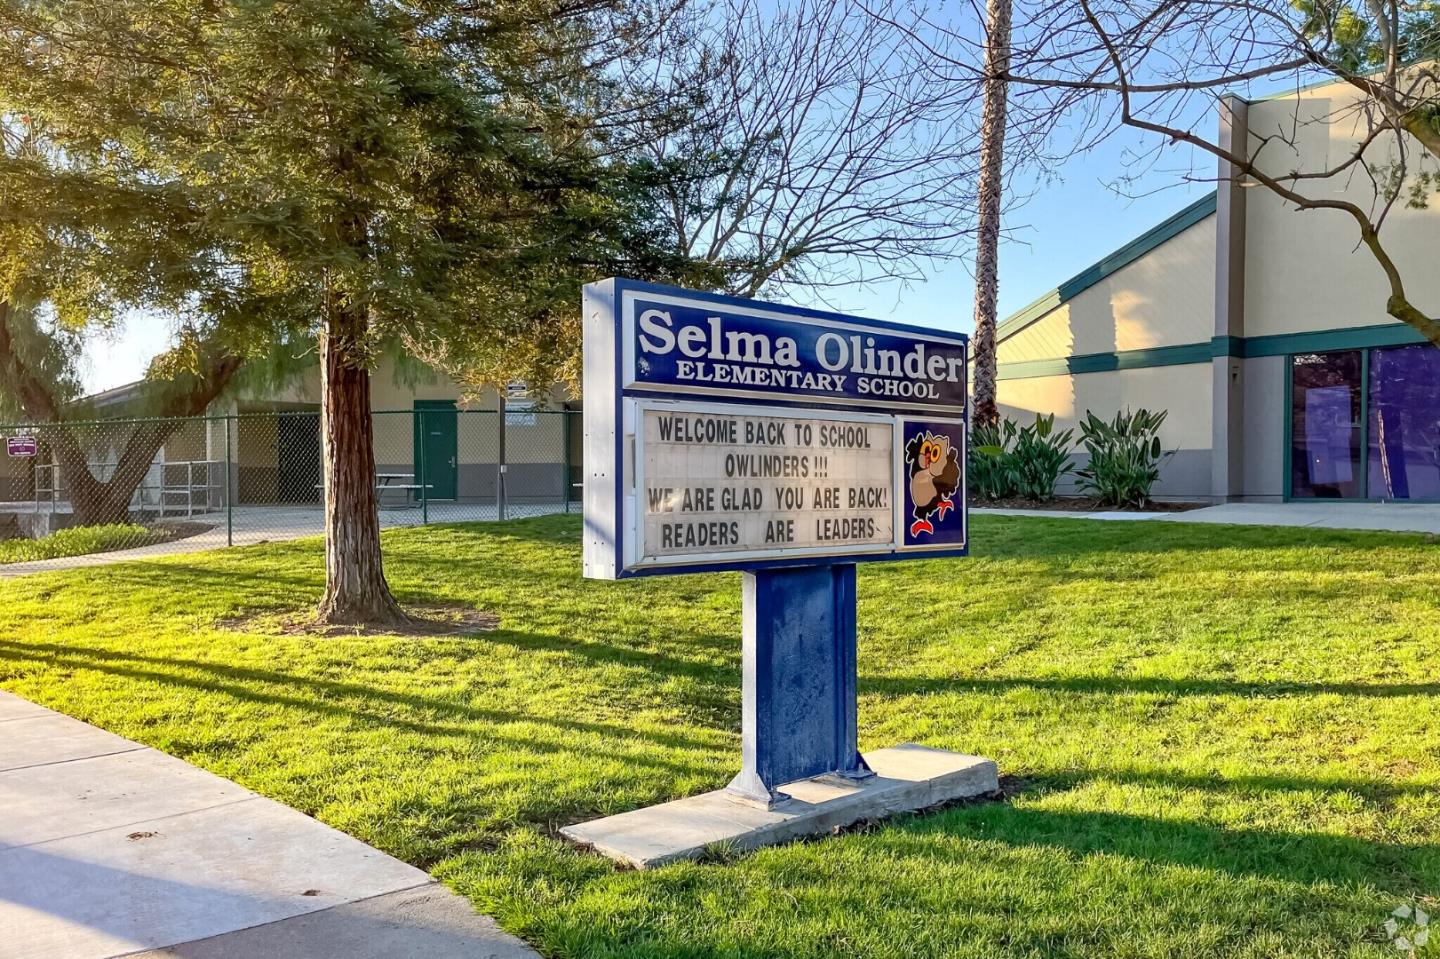 Selma Olinder
ELEMENTARY SCHOOL
WELCOME BACK TO SCHOOL
OWLINDERS !!!
WE ARE GLAD YOU ARE BACK!
READERS ARE LEADERS